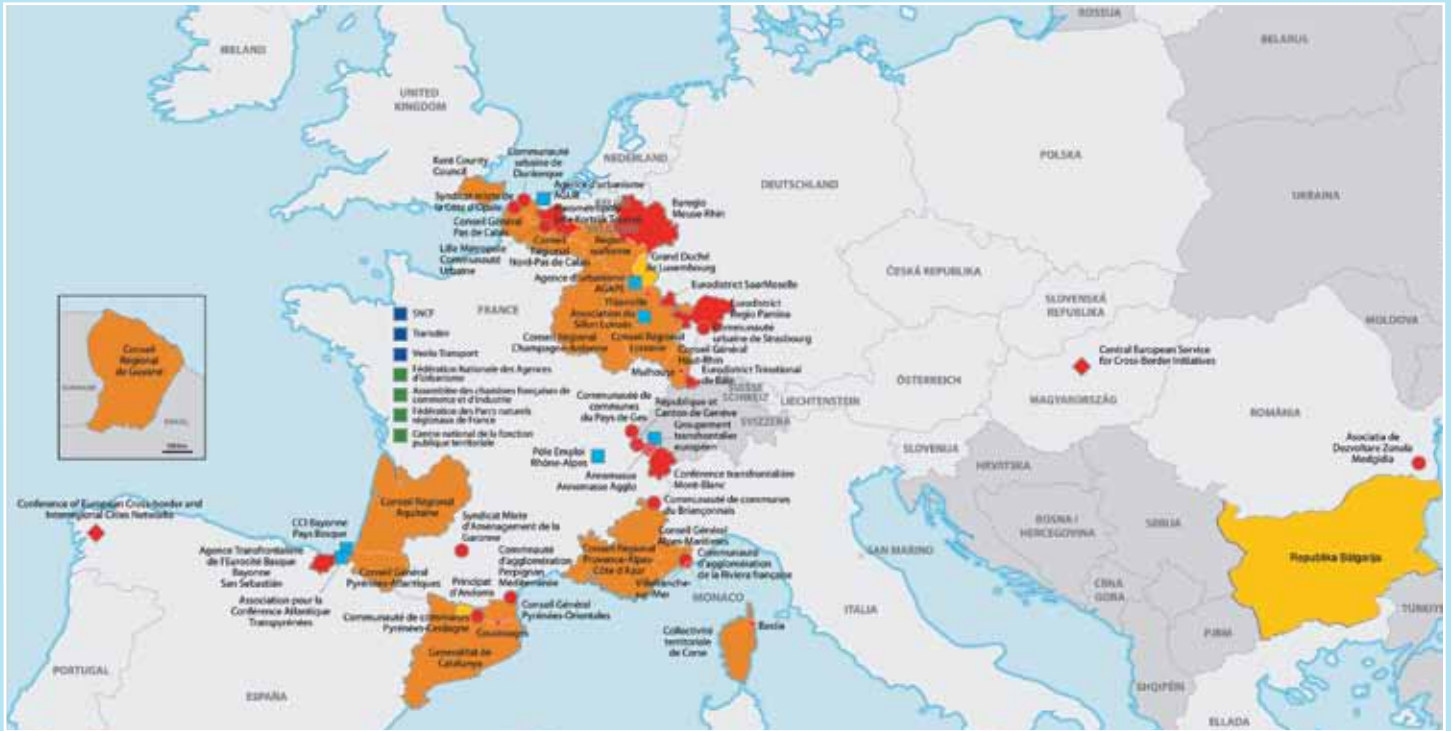 IRELAND
UNITED
KINGDOM
NEDERLAND
DEUTSCHLAND
POLSKA
ROSSIJA
BELARUS
UKRAINA
MOLDOVA
ČESKÁ REPUBLIKA
SLOVENSKÁ
REPUBLIKA
ÖSTERREICH
MAGYARORSZÁG
ROMÂNIA
LIECHTENSTEIN
SUISSE
SCHWEIZ
SVIZZERA
SLOVENIJA
HRVATSKA
BOSNA I
HERCEGOVINA
SRBIJA
CRNA
GORA
SHQIPËR
ELLADA
SAN MARINO
ITALIA
MONACO
FRANCE
ESPAÑA
PORTUGAL
Kent County
Council
Communauté
urbaine de
Dunkerque
Agence d'urbanisme
AGUR
Syndicat mixte de
la Côte d'Opale
Conseil Général
Pas de Calais
Lille Métropole
Communauté
Urbaine
Conseil
Régional
Nord-Pas de Calais
Région
wallonne
Euregio
Meuse-Rhin
Grand Duché
de Luxembourg
Agence d'urbanisme
AGAPE
Eurodistrict SaarMoselle
Thionville
Association du
Sillon Lorrain
Eurodistrict
Regio Pamina
Communauté
urbaine de Strasbourg
Conseil Régional
Champagne-Ardenne
Conseil Régional
Lorraine
Conseil Général
Haut-Rhin
Mulhouse
Eurodistrict Trinational
de Bâle
Communauté de
communes
du Pays de Gex
République et
Canton de Genève
Groupement
transfrontalier
européen
Pôle Emploi
Rhône-Alpes
Annemasse
Annemasse Agglo
Conférence transfrontalière
Mont-Blanc
Communauté de communes
du Briançonnais
Conseil Général
Alpes-Maritimes
Conseil Régional
Provence-Alpes-
Côte d'Azur
Communauté
d'agglomération
de la Riviera française
Villefranche-
sur-Mer
Bastia
Collectivité
territoriale
de Corse
SNCF
Transdev
Veolia Transport
Fédération Nationale des Agences
d'Urbanisme
Assemblée des chambres françaises de
commerce et d'Industrie
Fédération des Parcs naturels
régionaux de France
Centre national de la fonction
publique territoriale
Conseil
Régional
de Guyane
Conference of European Cross-border and
Interregional Cities Networks
CCI Bayonne
Pays Basque
Agence Transfrontalière
de l'Eurocité Basque
Bayonne
San Sebastián
Association pour la
Conférence Atlantique
Transpyrénées
Conseil Régional
Aquitaine
Conseil Général
Pyrénées-Atlantiques
Syndicat Mixte
d'Aménagement de la
Garonne
Communauté
d'agglomération
Perpignan
Méditerranée
Principat
d'Andorra
Conseil Général
Pyrénées-Orientales
Communauté de communes
Pyrénées-Cerdagne
Generalitat de
Catalunya
Central European Service
for Cross-Border Initiatives
Asociatia de
Dezvoltare Zonala
Medgidia
Republika Bălgarija